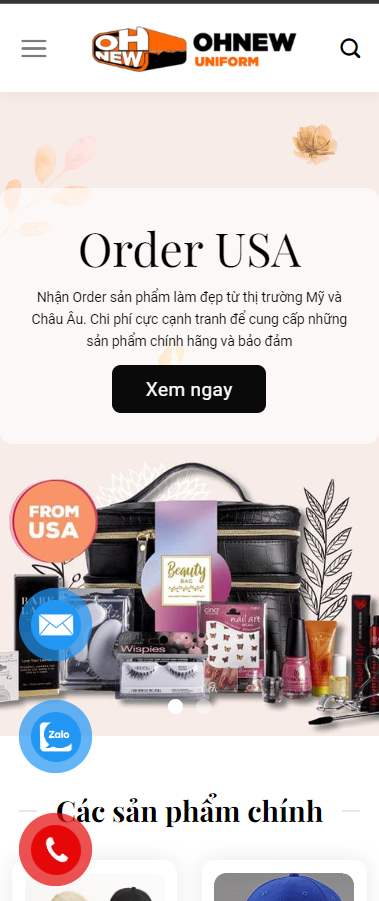 OH
NEW
OHNEW
UNIFORM
Order USA
Nhận Order sản phẩm làm đẹp từ thị trường Mỹ và
Châu Âu. Chi phí cực cạnh tranh để cung cấp những
sản phẩm chính hãng và bảo đảm
Xem ngay
FROM
USA
Beauty
BAG
Wispies
nail art
Zalo
Các sản phẩm chính